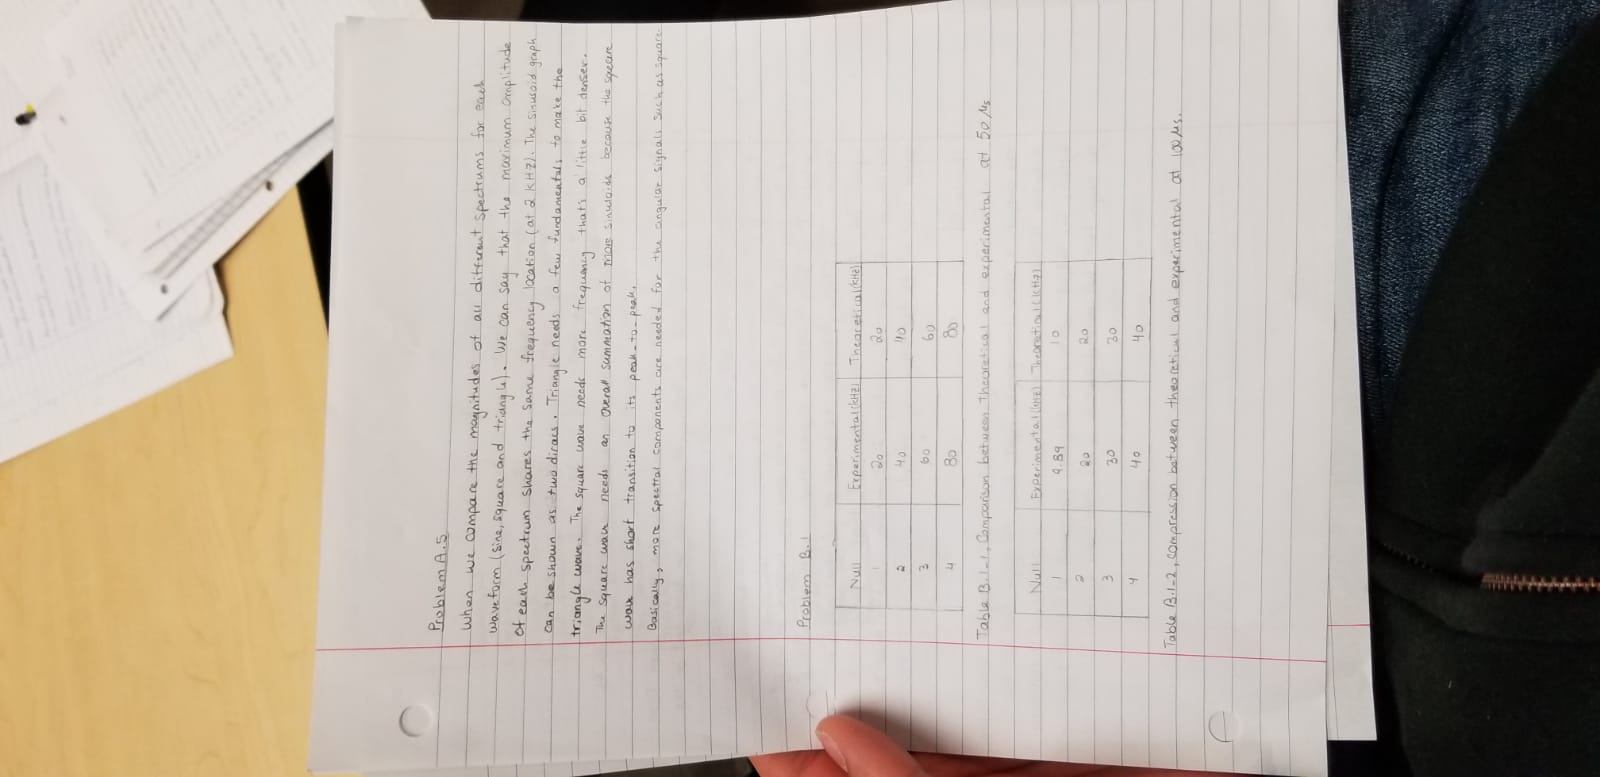 Problem A.5
When we compare the magnitudes of all different spectrums for each
waveform (sine, square and triangle). We can say that the maximum amplitude
of each spectrum shares the same frequency location (at 2 kHz). The sinusoid graph
can be shown as two diracs. Triangle needs a few fundamentals to make the
triangle wave. The square wave needs more frequency that's a little bit denser.
The square wave needs an overall summation of more sinusoids because the square
wave has short transition to its peak-to-peak.
Basically, more spectral components are needed for the angular signals such as square.
Problem B.1
Null Experimental (kHz) Theoretical (kHz)
1 20 20
2 40 40
3 60 60
4 80 80
Table B.1-1, Comparison between theoretical and experimental at 50 µs
Null Experimental (kHz) Theoretical (kHz)
1 9.89 10
2 20 20
3 30 30
4 40 40
Table B.1-2, Compression between theoretical and experimental at 100 µs.